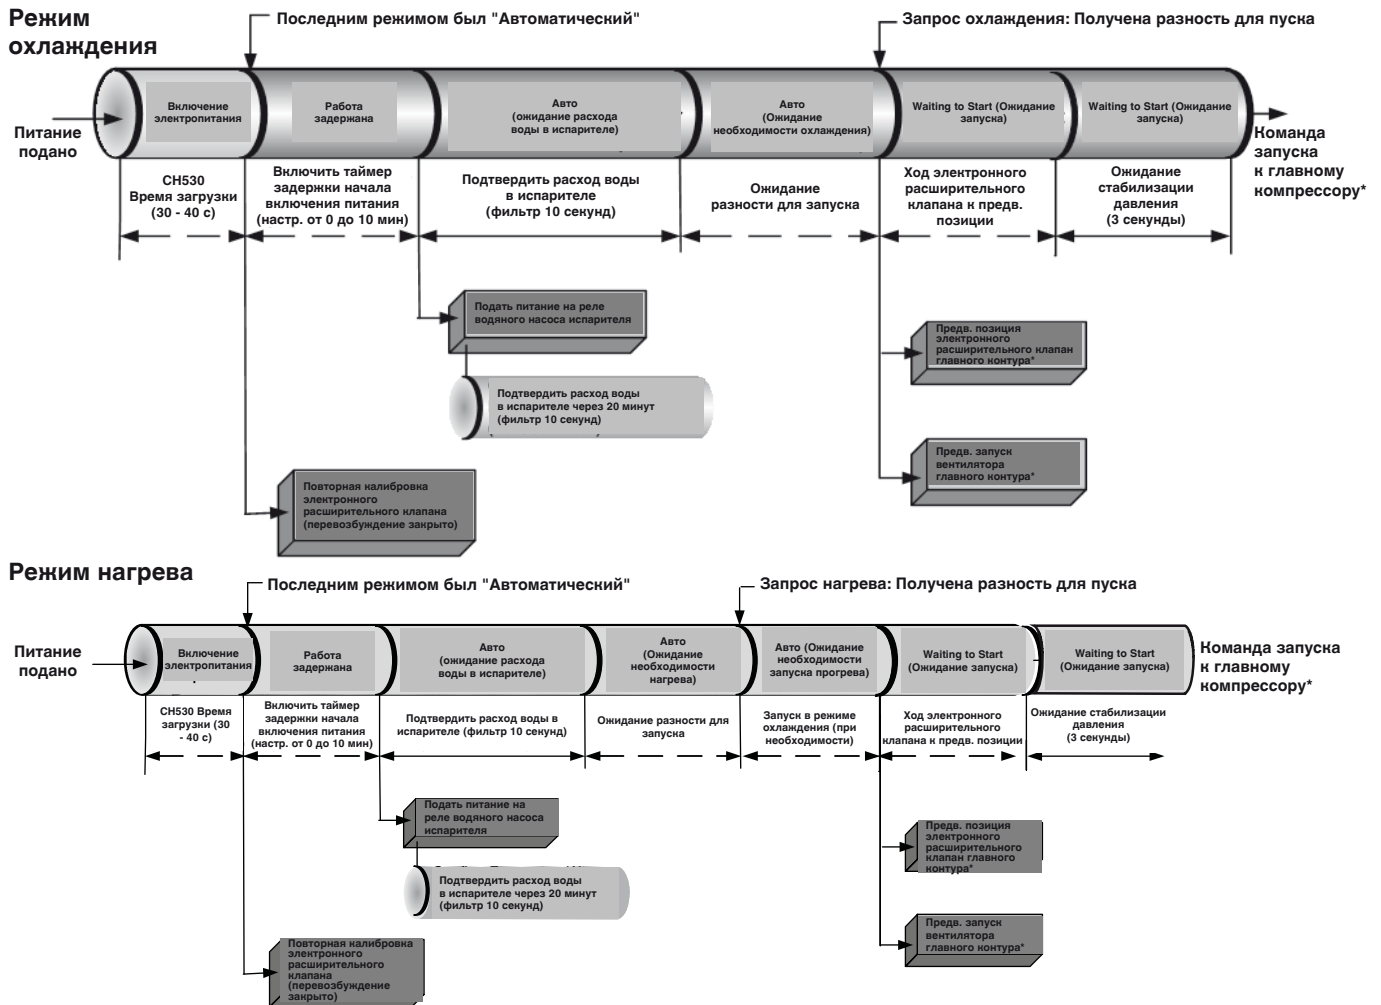 Режим
охлаждения
Последним режимом был "Автоматический"
Запрос охлаждения: Получена разность для пуска
Питание
подано
Включение
электропитания
Работа
задержана
Авто
(ожидание расхода
воды в испарителе)
Авто
(Ожидание
необходимости охлаждения)
Waiting to Start (Ожидание
запуска)
Waiting to Start (Ожидание
запуска)
Команда
запуска
к главному
компрессору*
CH530
Время загрузки
(30 - 40 с)
Включить таймер
задержки начала
включения питания
(настр. от 0 до 10 мин)
Подтвердить расход воды
в испарителе
(фильтр 10 секунд)
Ожидание
разности для запуска
Ход электронного
расширительного
клапана к предв.
позиции
Ожидание
стабилизации
давления
(3 секунды)
Подать питание на реле
водяного насоса испарителя
Подтвердить расход воды
в испарителе через 20 минут
(фильтр 10 секунд)
Повторная калибровка
электронного
расширительного клапана
(перевозбуждение закрыто)
Предв. позиция
электронного
расширительного клапан
главного контура*
Предв. запуск
вентилятора
главного контура*
Режим нагрева
Последним режимом был "Автоматический"
Запрос нагрева: Получена разность для пуска
Питание
подано
Включение
электропитания
Работа
задержана
Авто
(ожидание расхода
воды в испарителе)
Авто
(Ожидание
необходимости
нагрева)
Авто (Ожидание
необходимости
запуска прогрева)
Waiting to Start
(Ожидание запуска)
Waiting to Start
(Ожидание запуска)
Команда запуска
к главному
компрессору*
CH530 Время
загрузки (30
- 40 с)
Включить таймер
задержки начала
включения питания
(настр. от 0 до 10 мин)
Подтвердить расход воды в
испарителе (фильтр 10 секунд)
Ожидание разности для
запуска
Запуск в режиме
охлаждения (при
необходимости)
Ход электронного
расширительного
клапана к предв. позиции
Ожидание стабилизации
давления
(3 секунды)
Подать питание на
реле водяного насоса
испарителя
Подтвердить расход воды
в испарителе через 20 минут
(фильтр 10 секунд)
Повторная калибровка
электронного
расширительного
клапана
(перевозбуждение
закрыто)
Предв. позиция
электронного
расширительного
клапан главного
контура*
Предв. запуск
вентилятора
главного контура*